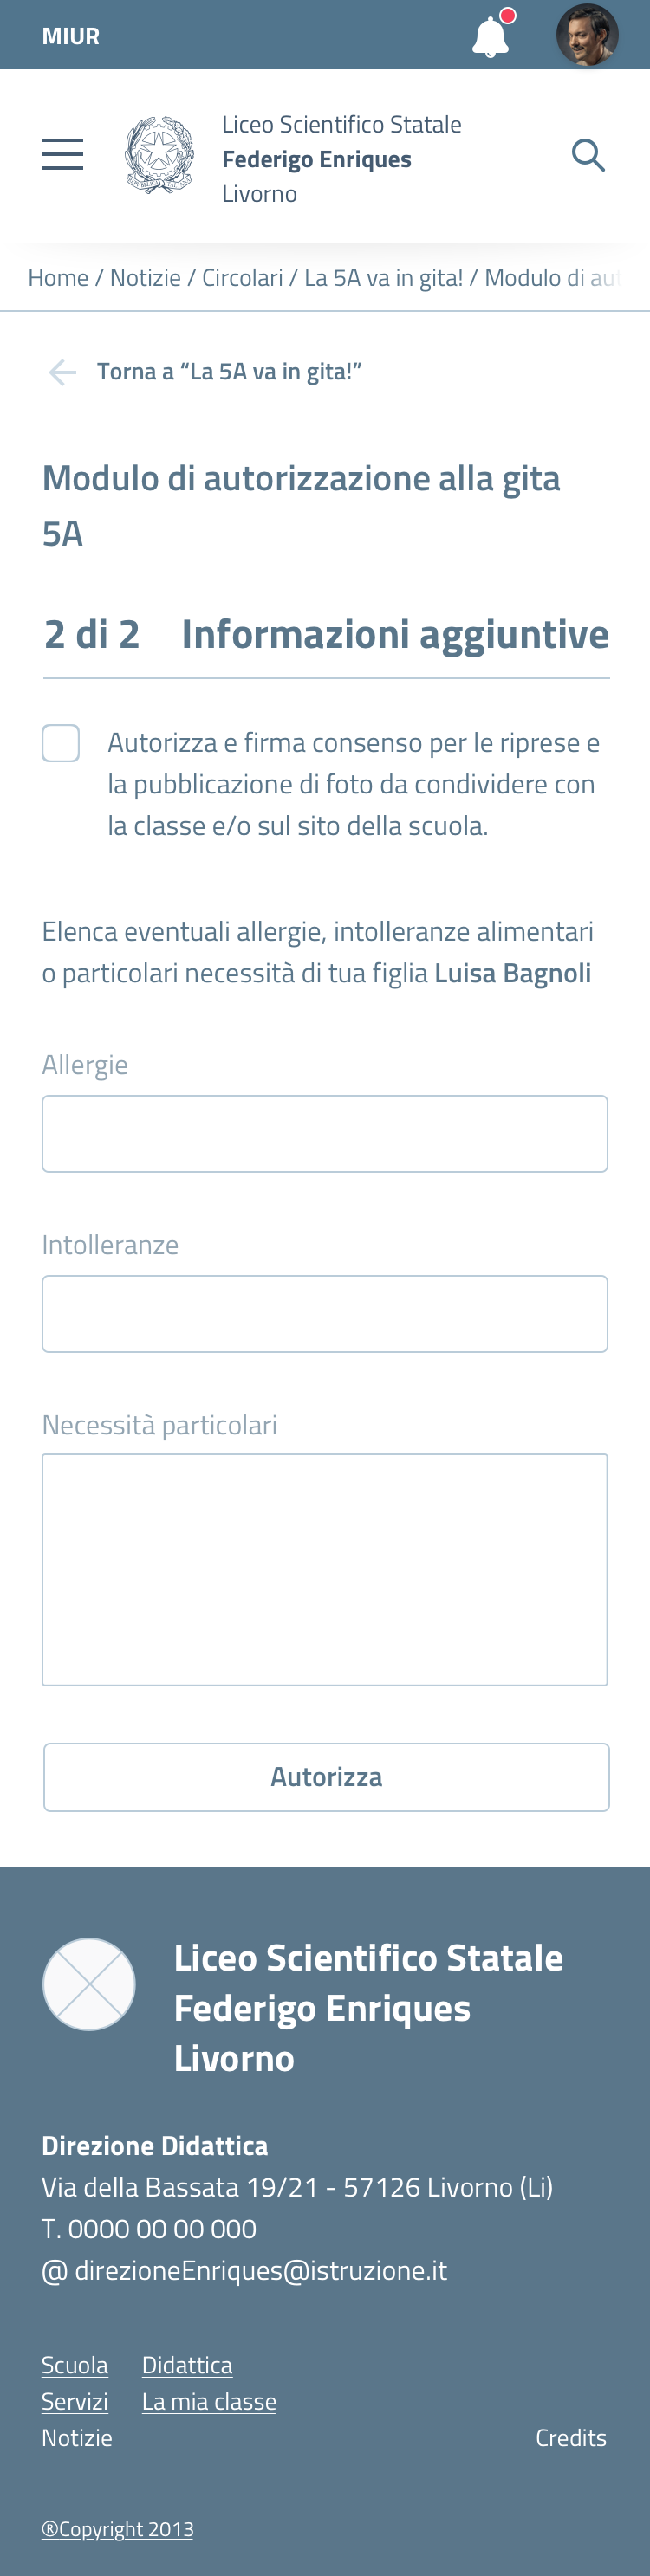 MIUR
Liceo Scientifico Statale
Federigo Enriques
Livorno
Home / Notizie / Circolari / La 5A va in gita! / Modulo di aut
Torna a “La 5A va in gita!”
Modulo di autorizzazione alla gita
5A
2 di 2 Informazioni aggiuntive
Autorizza e firma consenso per le riprese e
la pubblicazione di foto da condividere con
la classe e/o sul sito della scuola.
Elenca eventuali allergie, intolleranze alimentari
o particolari necessità di tua figlia Luisa Bagnoli
Allergie
Intolleranze
Necessità particolari
Autorizza
Liceo Scientifico Statale
Federigo Enriques
Livorno
Direzione Didattica
Via della Bassata 19/21 - 57126 Livorno (Li)
T. 0000 00 00 000
@ direzioneEnriques@istruzione.it
Scuola Didattica
Servizi La mia classe
Notizie Credits
®Copyright 2013